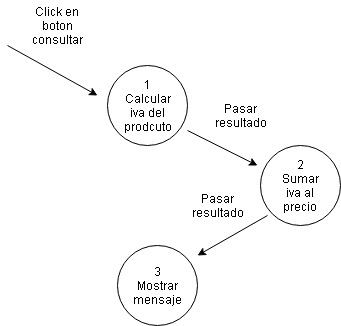 Click en
boton
consultar
1
Calcular
iva del
prodcuto
Pasar
resultado
2
Sumar
iva al
precio
Pasar
resultado
3
Mostrar
mensaje